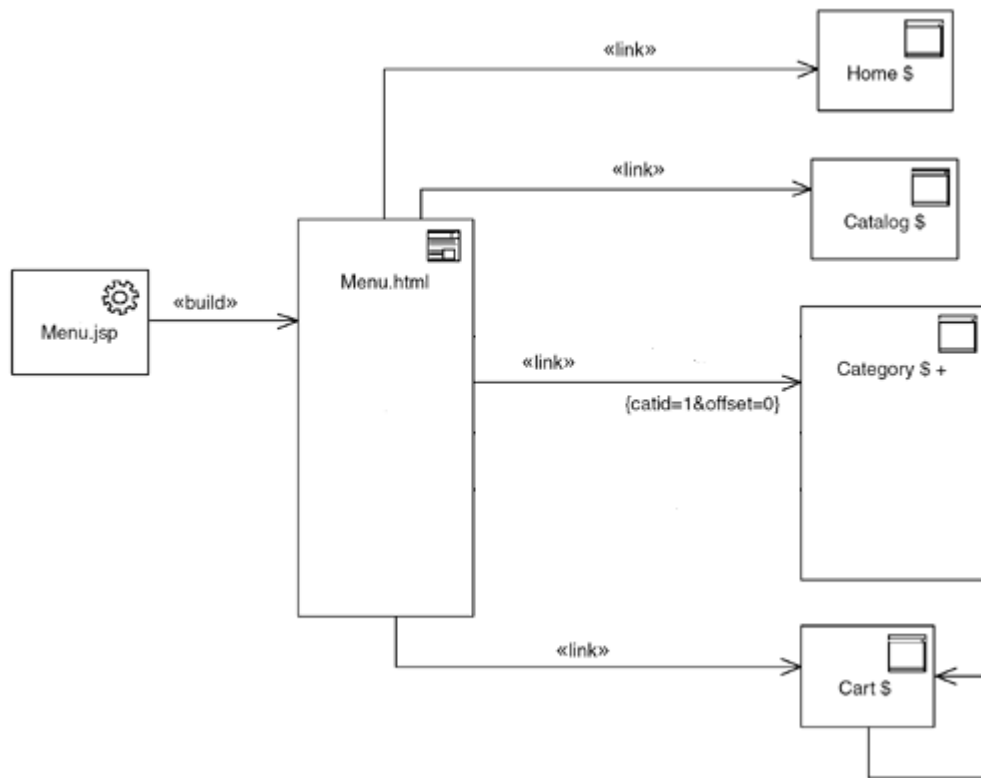 «link»
Home $
«link»
Catalog $
Menu.html
Menu.jsp
«build»
«link»
Category $ +
{catid=1&offset=0}
«link»
Cart $